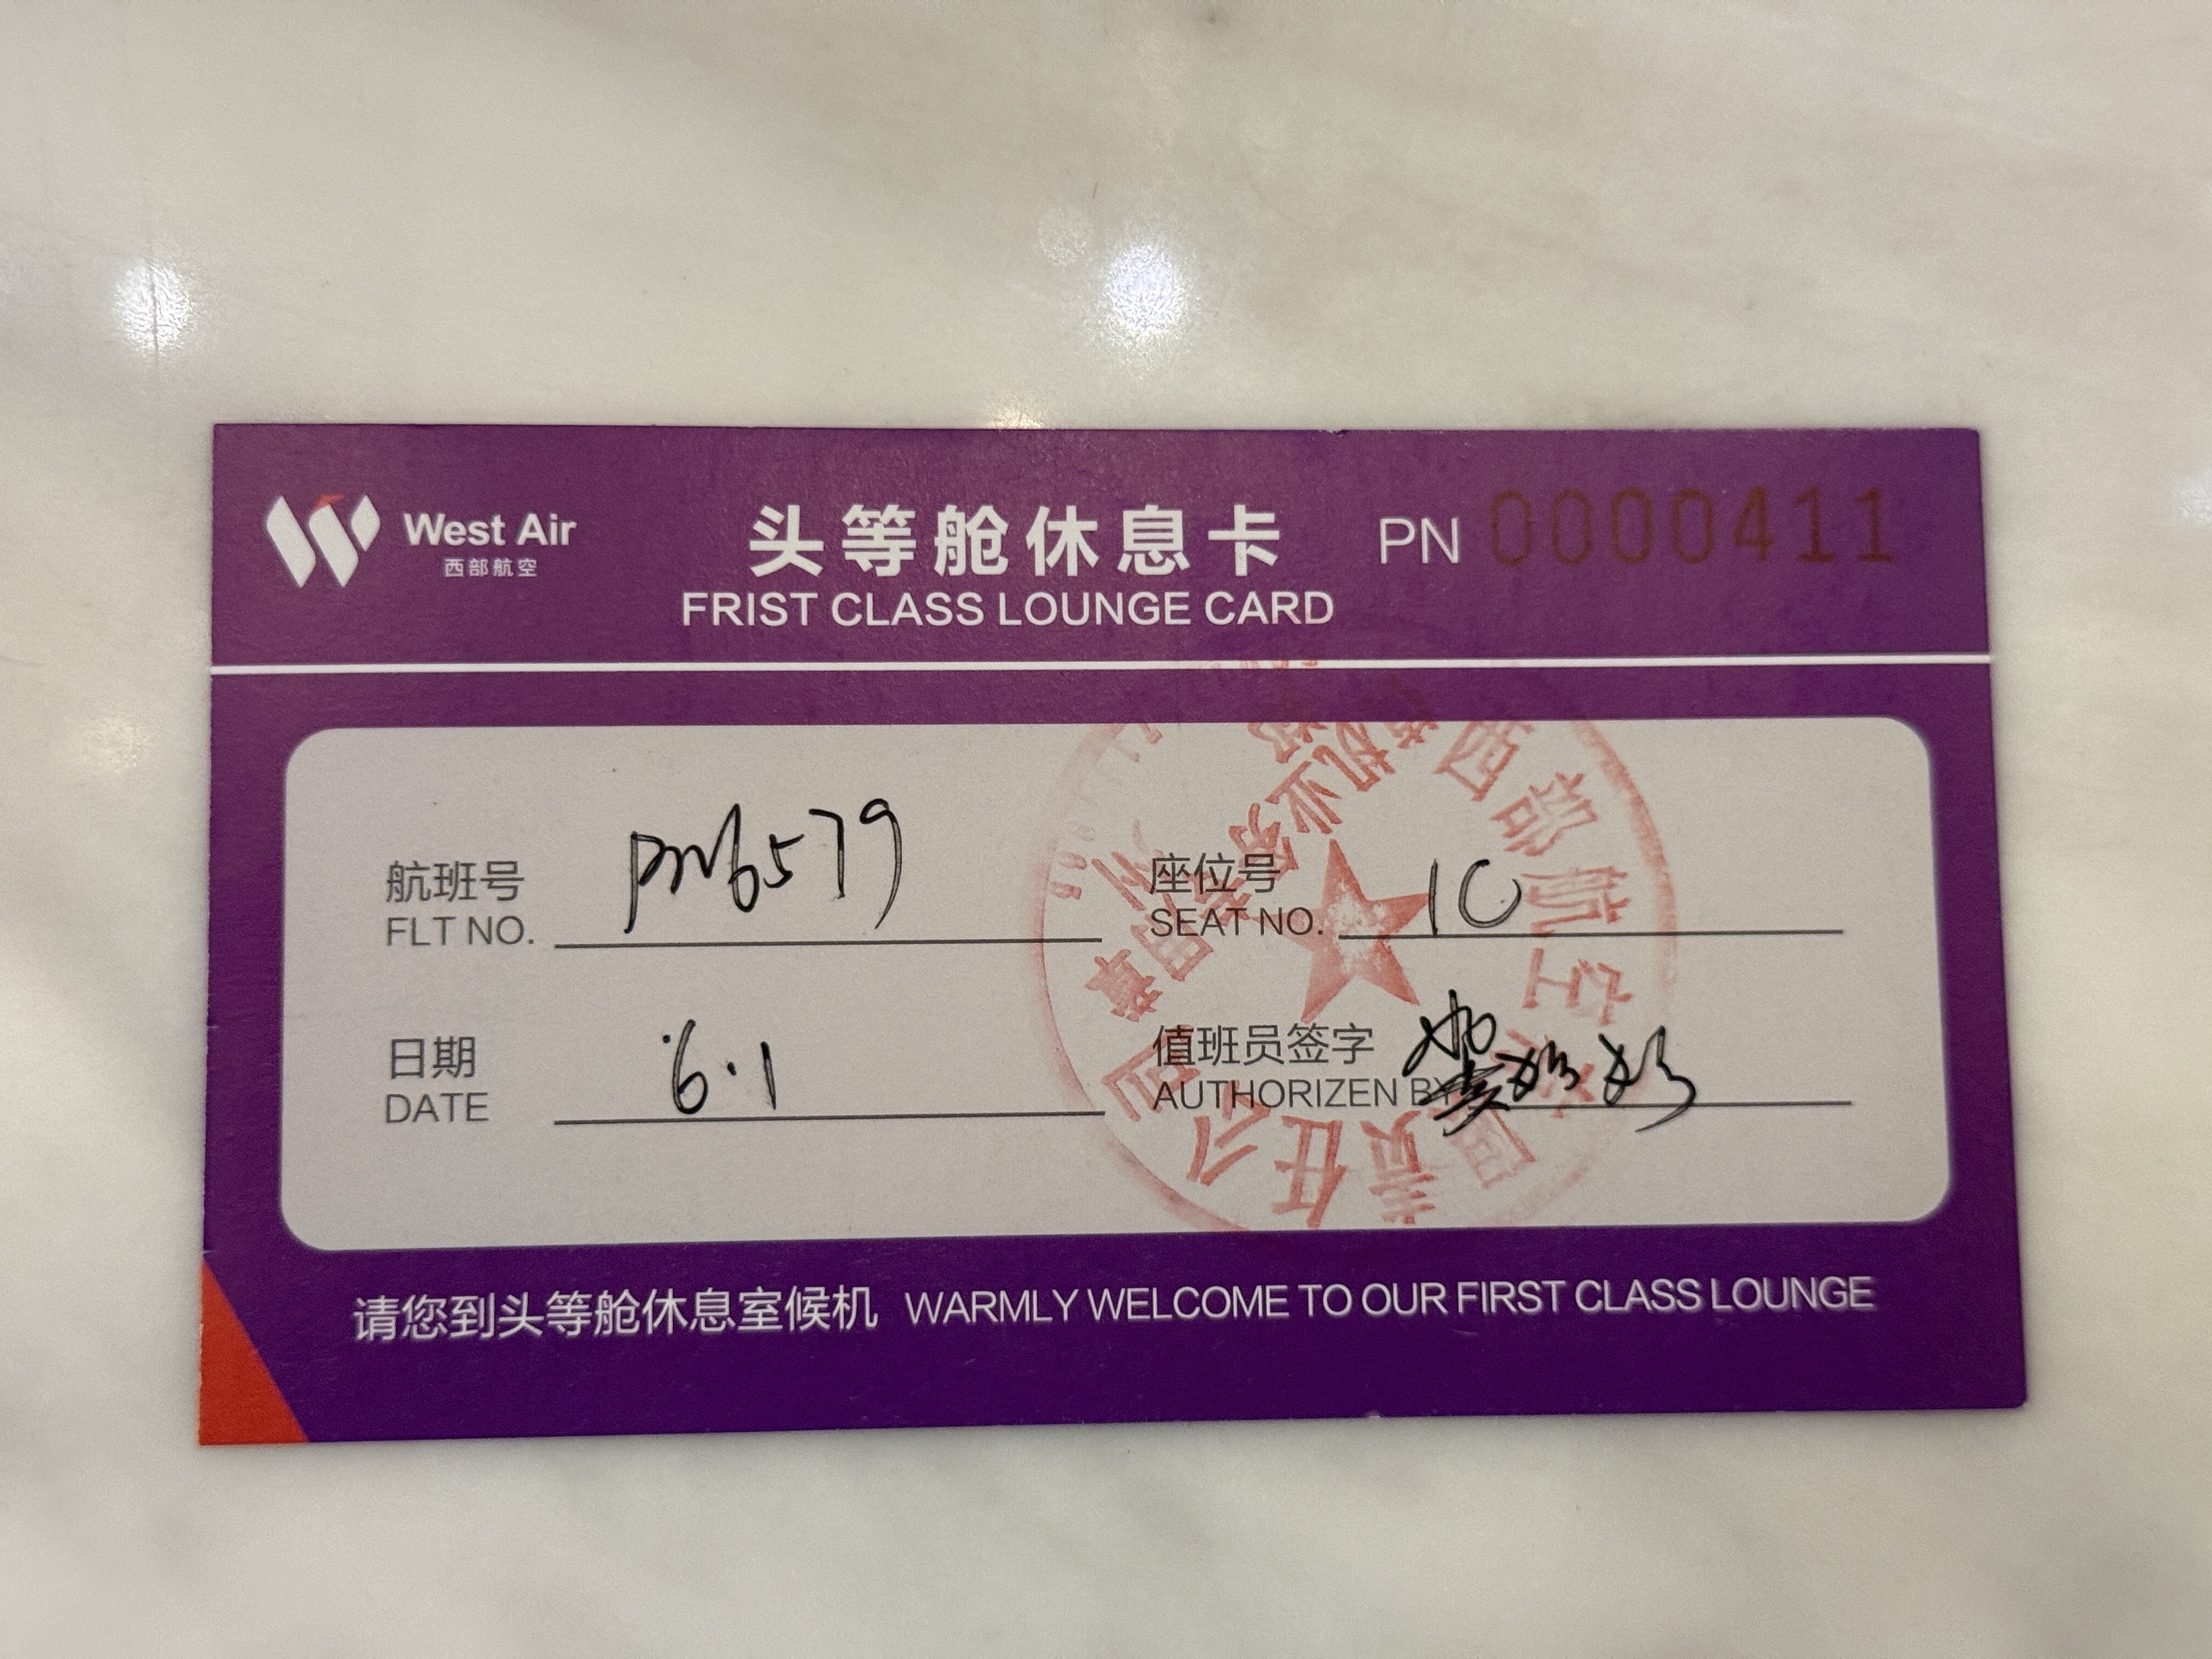 West Air
西部航空
头等舱休息卡
FRIST CLASS LOUNGE CARD
PN 0000411
航班号
FLT NO. PN6579
座位号
SEAT NO. 1C
日期
DATE 6.1
值班员签字
AUTHORIZEN BY
请您到头等舱休息室候机 WARMLY WELCOME TO OUR FIRST CLASS LOUNGE